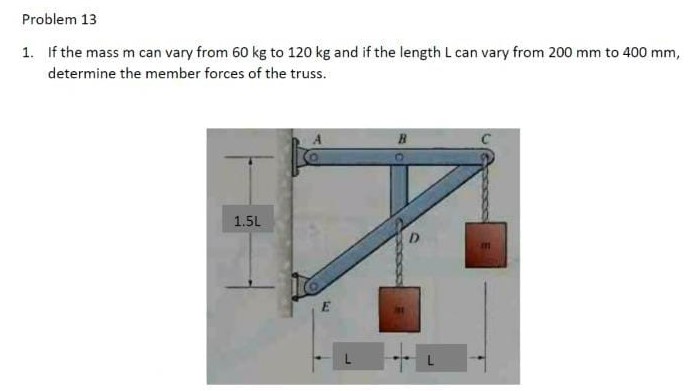 Problem 13
1. If the mass m can vary from 60 kg to 120 kg and if the length L can vary from 200 mm to 400 mm,
determine the member forces of the truss.
A B C
1.5L
D
m
E
m
L L